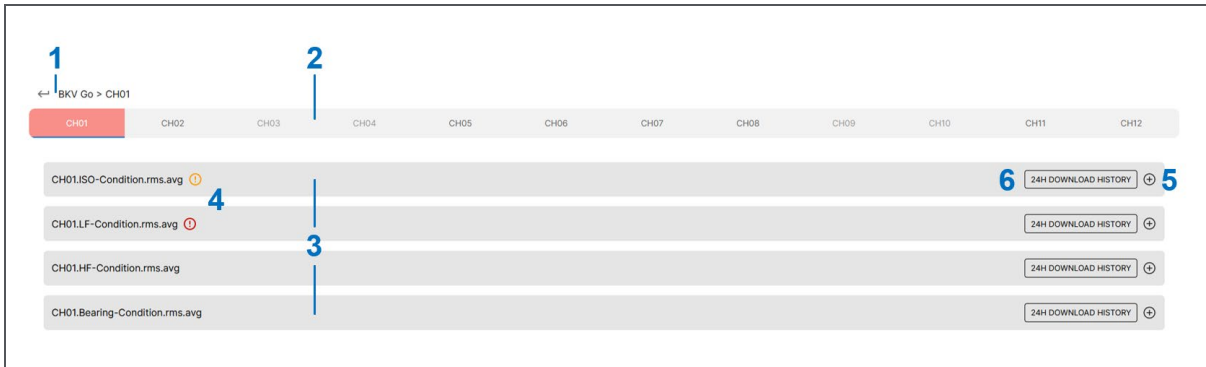 1 2
← BKV Go > CH01
CH01 CH02 CH03 CH04 CH05 CH06 CH07 CH08 CH09 CH10 CH11 CH12
CH01.ISO-Condition.rms.avg 6 24H DOWNLOAD HISTORY 5
4
CH01.LF-Condition.rms.avg 24H DOWNLOAD HISTORY
3
CH01.HF-Condition.rms.avg 24H DOWNLOAD HISTORY
CH01.Bearing-Condition.rms.avg 24H DOWNLOAD HISTORY